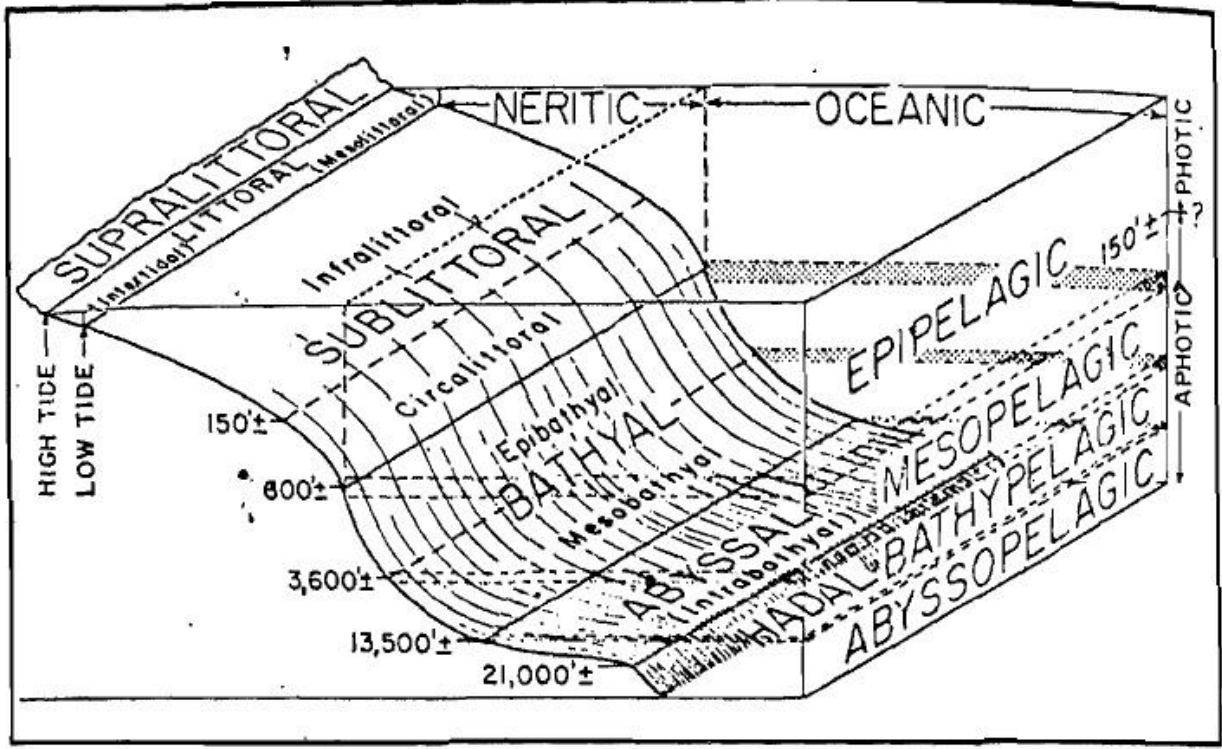 NERITIC
OCEANIC
SUPRALITTORAL
LITTORAL
(Intertidal)
(Mesolittoral)
PHOTIC
150'± ?
APHOTIC
HIGH TIDE
LOW TIDE
Infralittoral
SUBLITTORAL
Circalittoral
Epibathyal
BATHYAL
Mesobathya
ABYSSAL
(Infrabathyal)
HADAL
EPIPELAGIC
MESOPELAGIC
BATHYPELAGIC
ABYSSOPELAGIC
150'±
600'±
3,600'±
13,500'±
21,000'±